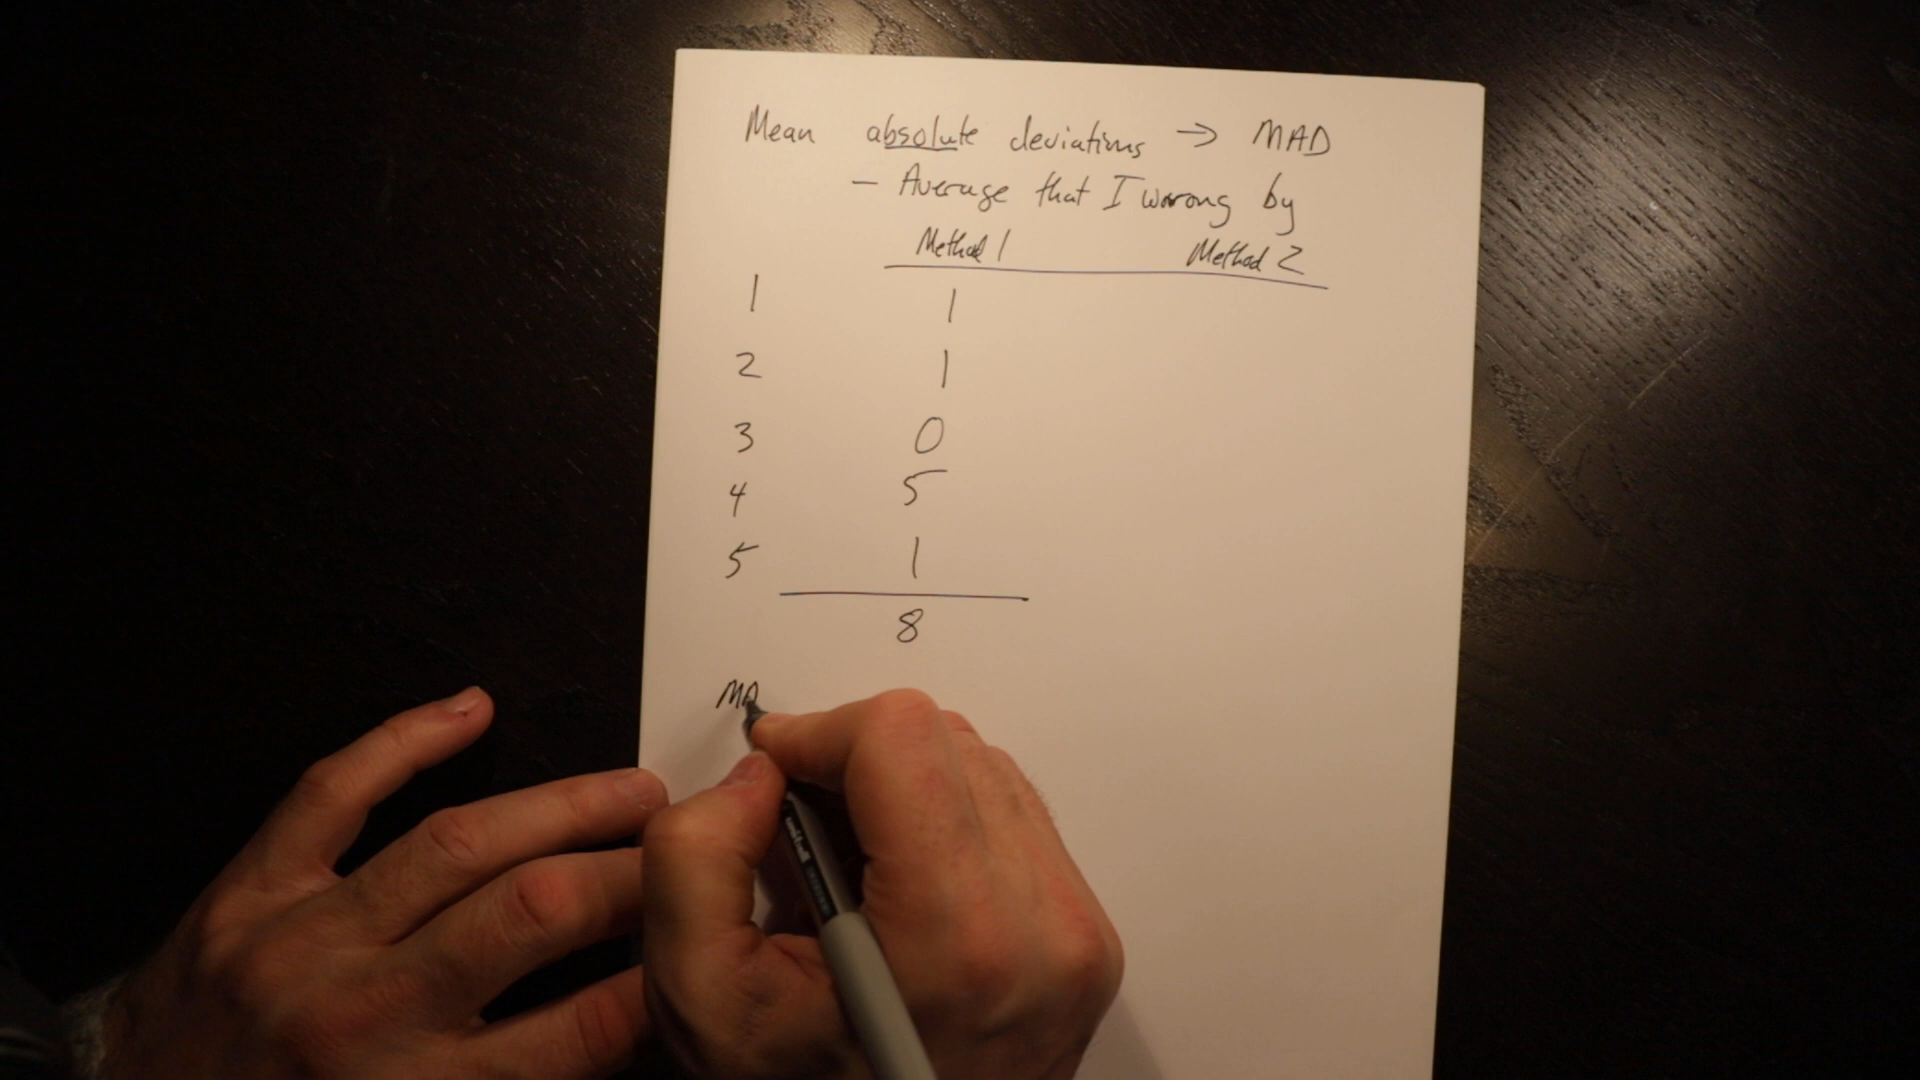 Mean absolute deviations → MAD
- Average that I worong by
Method 1 Method 2
1 1
2 1
3 0
4 5
5 1
8
MA